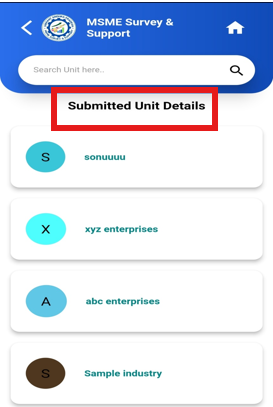 MSME Survey &
Support
Search Unit here..
Submitted Unit Details
S
sonuuuu
X
xyz enterprises
A
abc enterprises
S
Sample industry